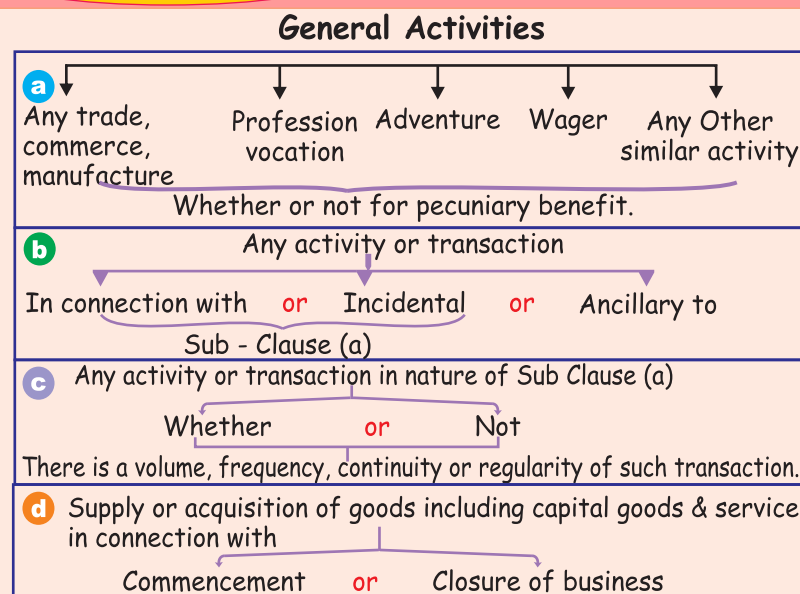 General Activities
a
Any trade, commerce, manufacture
Profession vocation
Adventure
Wager
Any Other similar activity
Whether or not for pecuniary benefit.
b
Any activity or transaction
In connection with or Incidental or Ancillary to
Sub - Clause (a)
c
Any activity or transaction in nature of Sub Clause (a)
Whether or Not
There is a volume, frequency, continuity or regularity of such transaction.
d
Supply or acquisition of goods including capital goods & service
in connection with
Commencement or Closure of business